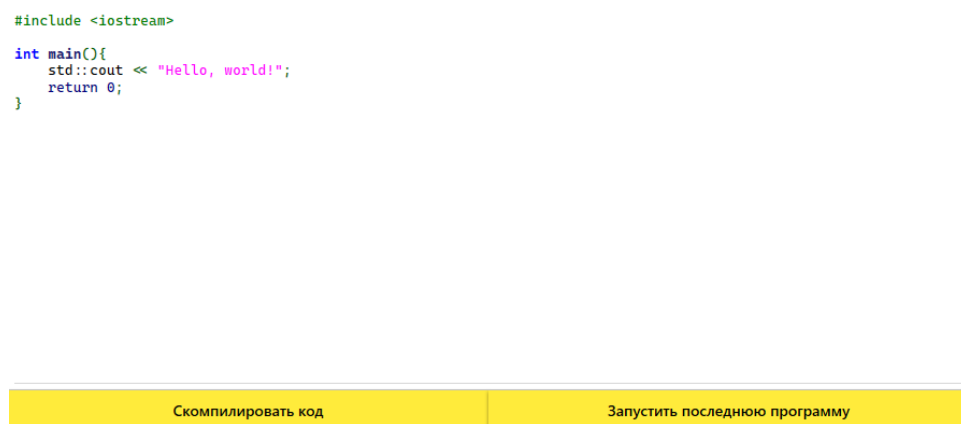 #include <iostream>
int main(){
    std::cout << "Hello, world!";
    return 0;
}
Скомпилировать код
Запустить последнюю программу